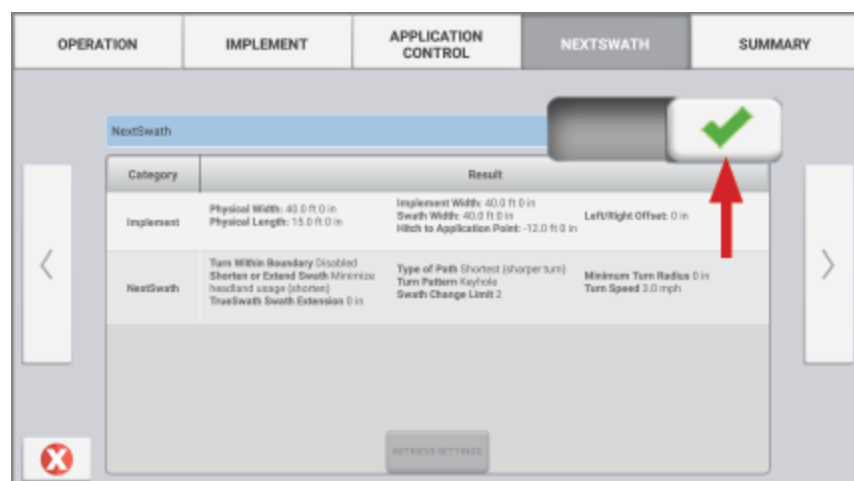 OPERATION
IMPLEMENT
APPLICATION
CONTROL
NEXTSWATH
SUMMARY
NextSwath
Category
Result
Implement
Physical Width: 40.0 ft 0 in
Physical Length: 15.0 ft 0 in
Implement Width: 40.0 ft 0 in
Swath Width: 40.0 ft 0 in
Hitch to Application Point: -12.0 ft 0 in
Left/Right Offset: 0 in
NextSwath
Turn Within Boundary Disabled
Shorten or Extend Swath Minimize
headland usage (shorten)
TrueSwath Swath Extension 0 in
Type of Path Shortest (sharper turn)
Turn Pattern Keyhole
Swath Change Limit 2
Minimum Turn Radius 0 in
Turn Speed 2.0 mph
RETRIEVE SETTINGS